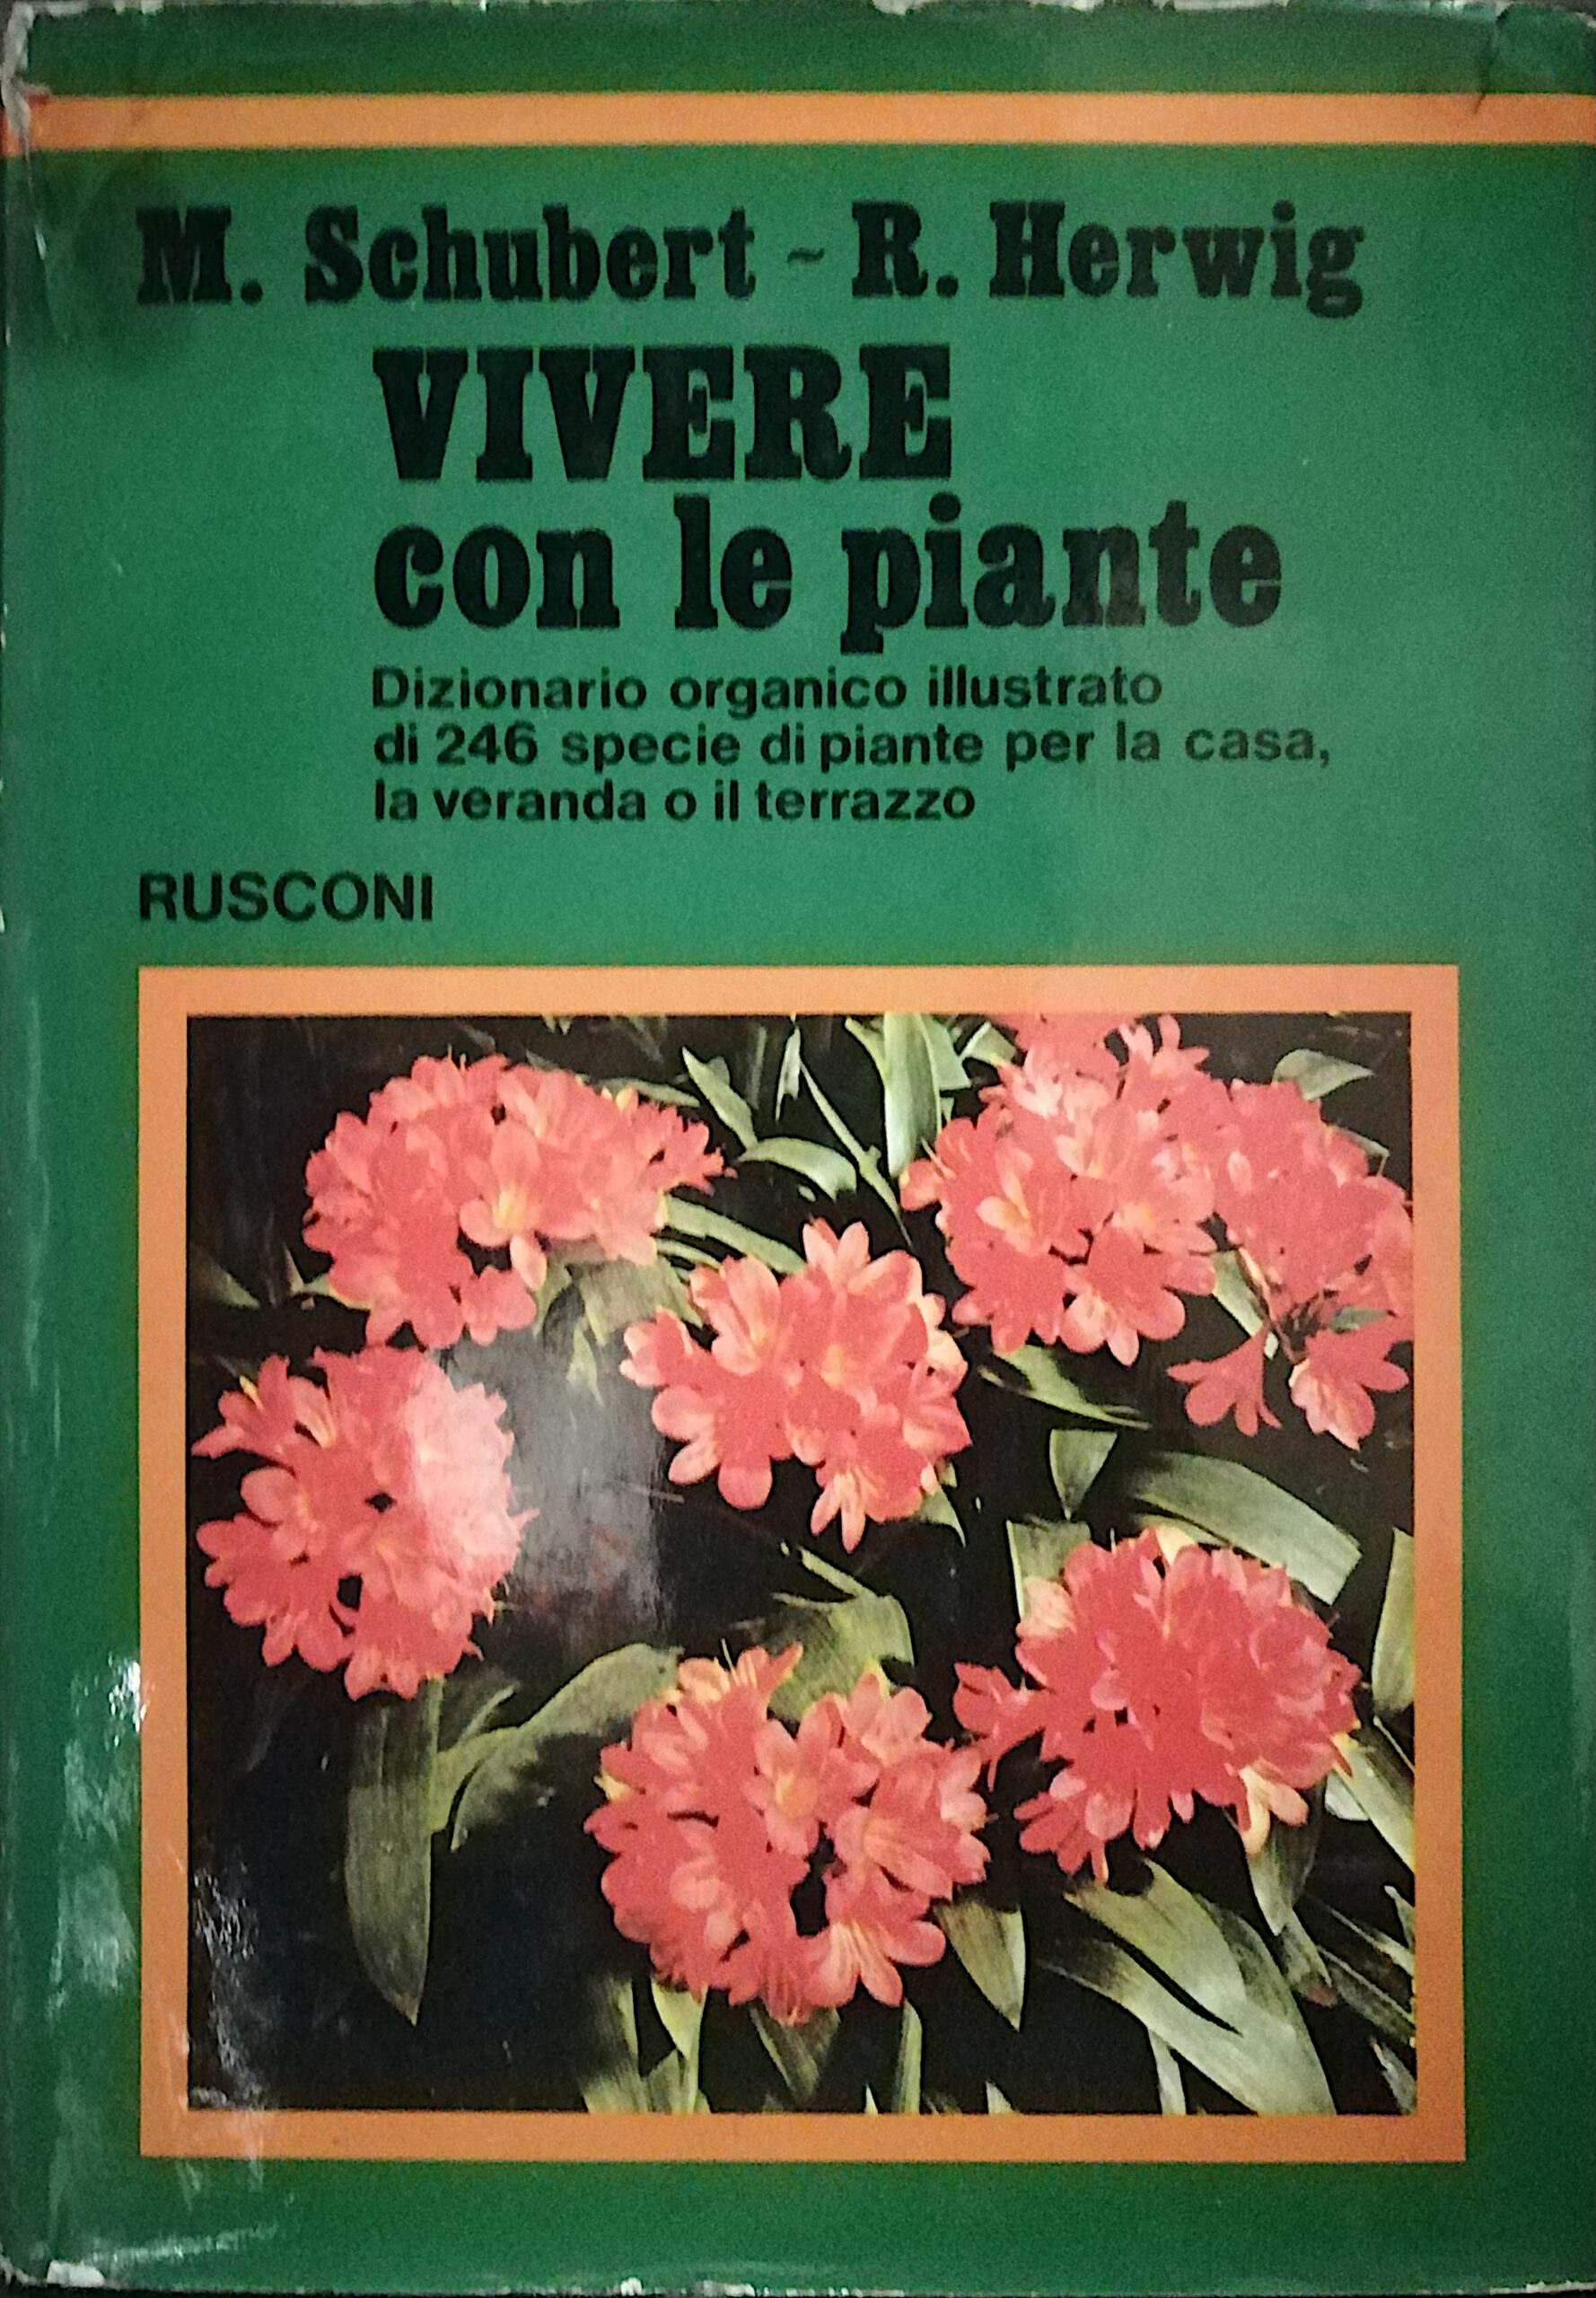 M. Schubert ~ R. Herwig
VIVERE
con le piante
Dizionario organico illustrato
di 246 specie di piante per la casa,
la veranda o il terrazzo
RUSCONI